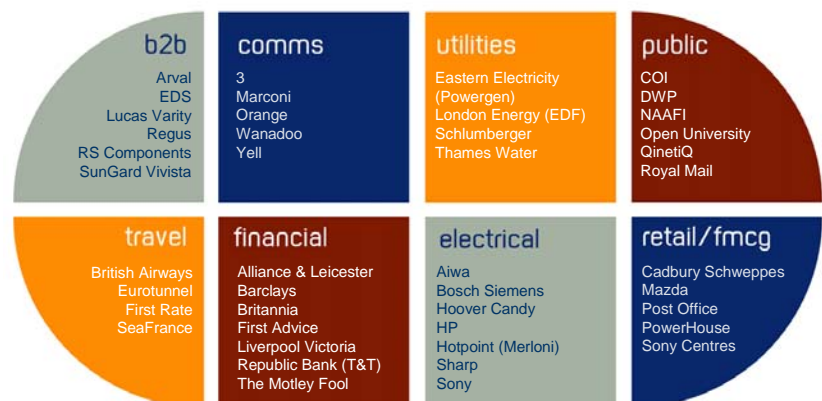 b2b
Arval
EDS
Lucas Varity
Regus
RS Components
SunGard Vivista
comms
3
Marconi
Orange
Wanadoo
Yell
utilities
Eastern Electricity
(Powergen)
London Energy (EDF)
Schlumberger
Thames Water
public
COI
DWP
NAAFI
Open University
QinetiQ
Royal Mail
travel
British Airways
Eurotunnel
First Rate
SeaFrance
financial
Alliance & Leicester
Barclays
Britannia
First Advice
Liverpool Victoria
Republic Bank (T&T)
The Motley Fool
electrical
Aiwa
Bosch Siemens
Hoover Candy
HP
Hotpoint (Merloni)
Sharp
Sony
retail/fmcg
Cadbury Schweppes
Mazda
Post Office
PowerHouse
Sony Centres